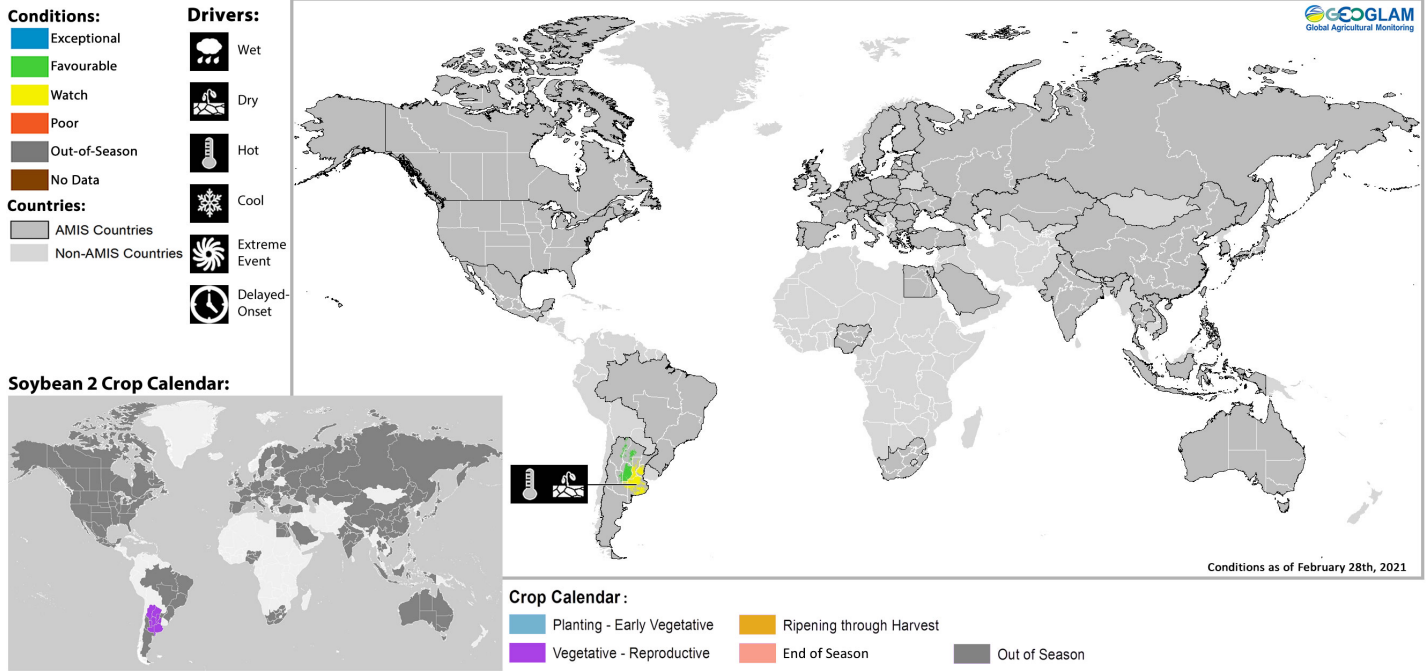 Conditions:
Exceptional
Favourable
Watch
Poor
Out-of-Season
No Data
Countries:
AMIS Countries
Non-AMIS Countries
Drivers:
Wet
Dry
Hot
Cool
Extreme
Event
Delayed-
Onset
GEOGLAM
Global Agricultural Monitoring
Soybean 2 Crop Calendar:
Conditions as of February 28th, 2021
Crop Calendar :
Planting - Early Vegetative
Ripening through Harvest
Vegetative - Reproductive
End of Season
Out of Season